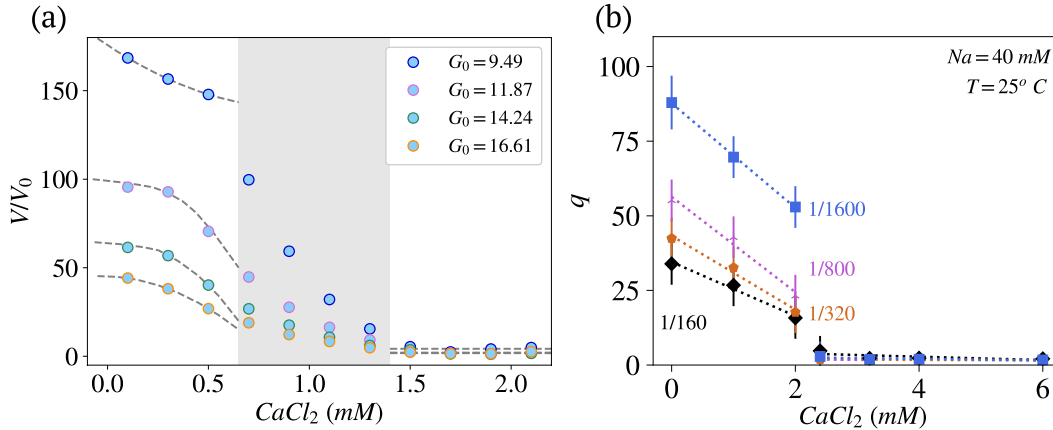 (a)
V/V₀
150
100
50
0
G₀ = 9.49
G₀ = 11.87
G₀ = 14.24
G₀ = 16.61
0.0 0.5 1.0 1.5 2.0
CaCl₂ (mM)
(b)
q
100
75
50
25
0
Na = 40 mM
T = 25° C
1/1600
1/800
1/320
1/160
0 2 4 6
CaCl₂ (mM)